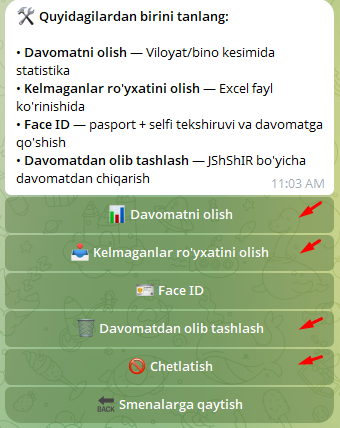 🛠 Quyidagilardan birini tanlang:
• Davomatni olish — Viloyat/bino kesimida
statistika
• Kelmaganlar ro'yxatini olish — Excel fayl
ko'rinishida
• Face ID — pasport + selfi tekshiruvi va davomatga
qo'shish
• Davomatdan olib tashlash — JShShIR bo'yicha
davomatdan chiqarish
11:03 AM
📊 Davomatni olish
📥 Kelmaganlar ro'yxatini olish
🪪 Face ID
🗑 Davomatdan olib tashlash
🚫 Chetlatish
🔙 Smenalarga qaytish